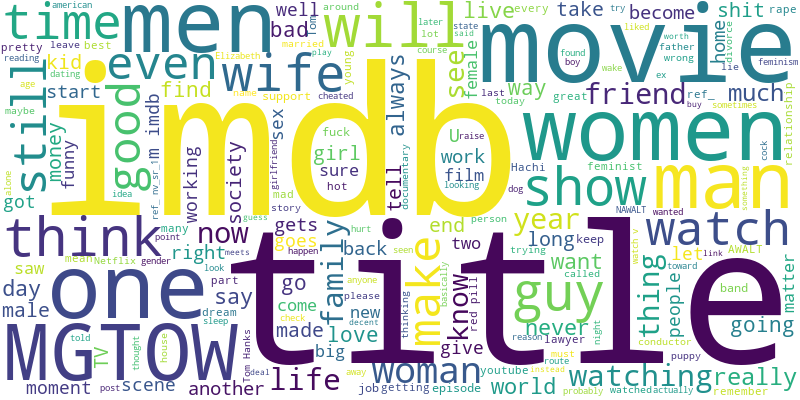 time
men
will
live
take
become
shit
rape
movie
well
bad
kid
start
even
wife
see
female
home
still
imdb
good
find
always
way
friend
much
money
funny
m imdb
sex
fuck
girl
sure
hot
U
raise
work
film
Hachi
women
show
man
feminist
society
working
tell
documentary
looking
dog
NAWALT
wanted
got
think
now
gets
goes
mad
story
end
person
year
watch
saw
many
point
right
family
back
two
long
keep
let
link
AWALT
day
male
Netflix
gender
mean
say
look
part
dream
sleep
go
come
made
title
make
know
red pill
want
guy
thing
people
matter
going
one
MGTOW
TV
told
thought
house
love
new
big
please
give
lawyer
never
called
band
toward
puppy
conductor
moment
post
scene
another
Tom Hanks
deal
life
job
getting
woman
episode
youtube
world
watching
really
remember
probably
watched
actually
instead
route
must
reason
night
american
leave
best
pretty
reading
age
dating
maybe
idea
alone
ref_
nv_sr_1
Elizabeth
married
play
around
later
lot
course
state
said
every
try
liked
young
support
cheated
name
girlfriend
guess
happen
meets
check
hurt
seen
anyone
basically
decent
away
thinking
trying
watch v
something
sometimes
cock
buy
last
today
great
found
boy
wake
worth
father
wrong
lie
ex
divorce
feminism
relationship
Tom